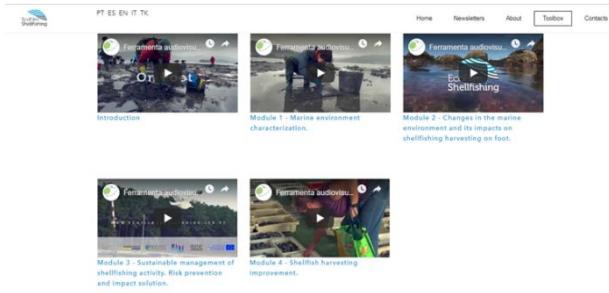 PT ES EN IT TK
Shellfishing
Home Newsletters About Toolbox Contacts
Ferramenta audiovisu...
Ferramenta audiovisu...
Ferramenta audiovisu...
Shellfishing
Introduction
Module 1 - Marine environment
characterization.
Module 2 - Changes in the marine
environment and its impacts on
shellfishing harvesting on foot.
Ferramenta audiovisu...
Ferramenta audiovisu...
Module 3 - Sustainable management of
shellfishing activity. Risk prevention
and impact solution.
Module 4 - Shellfish harvesting
improvement.